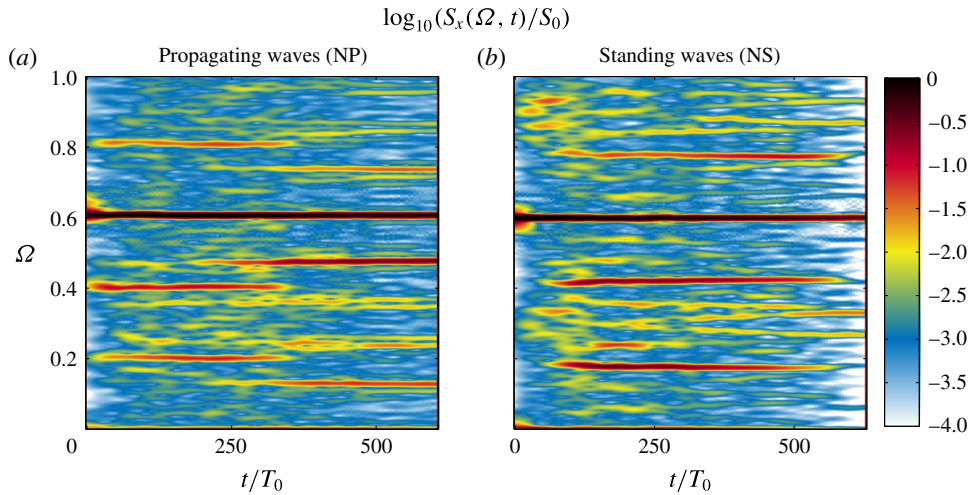 log₁₀(Sₓ(Ω, t)/S₀)
(a) Propagating waves (NP)
(b) Standing waves (NS)
1.0
0.8
0.6
Ω
0.4
0.2
0 250 500
t/T₀
0 250 500
t/T₀
0
−0.5
−1.0
−1.5
−2.0
−2.5
−3.0
−3.5
−4.0